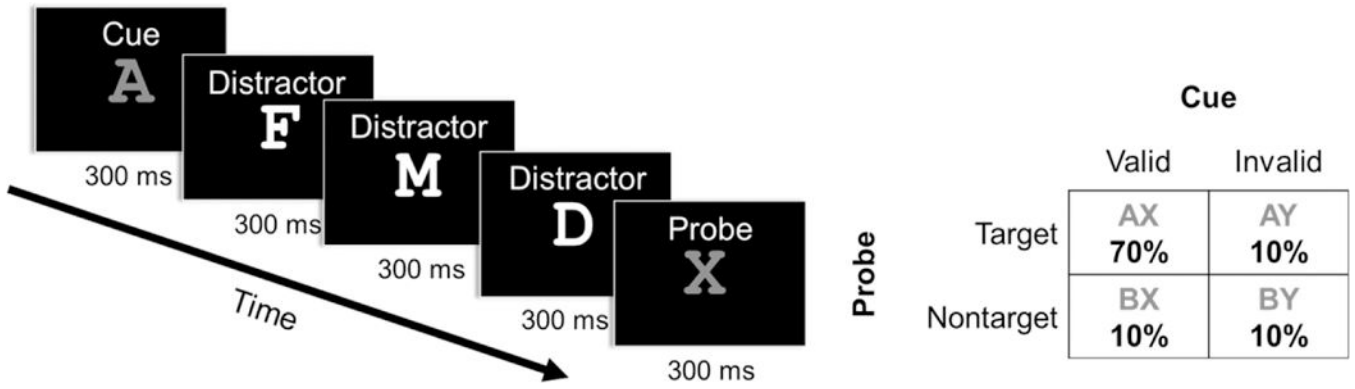 Cue
A
300 ms
Distractor
F
300 ms
Distractor
M
300 ms
Distractor
D
300 ms
Probe
X
300 ms
Time
Cue
Valid Invalid
Probe
Target
AX AY
70% 10%
Nontarget
BX BY
10% 10%